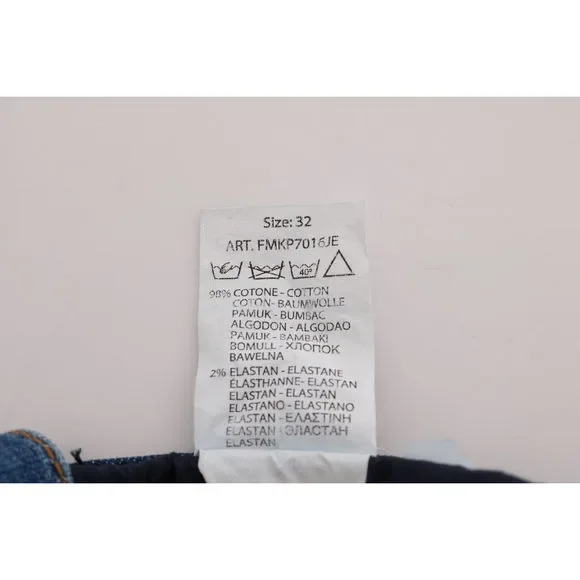 Size: 32
ART. FMKP7016JE
40°
98% COTONE - COTTON
COTON - BAUMWOLLE
PAMUK - BUMBAC
ALGODON - ALGODAO
PAMUK - BAMBAKI
BOMULL - ХЛОПОК
BAWELNA
2% ELASTAN - ELASTANE
ÉLASTHANNE - ELASTAN
ELASTAN - ELASTAN
ELASTANO - ELASTANO
ELASTAN - ΕΛΑΣΤΙΝΗ
ELASTAN - ЭЛАСТАН
ELASTAN